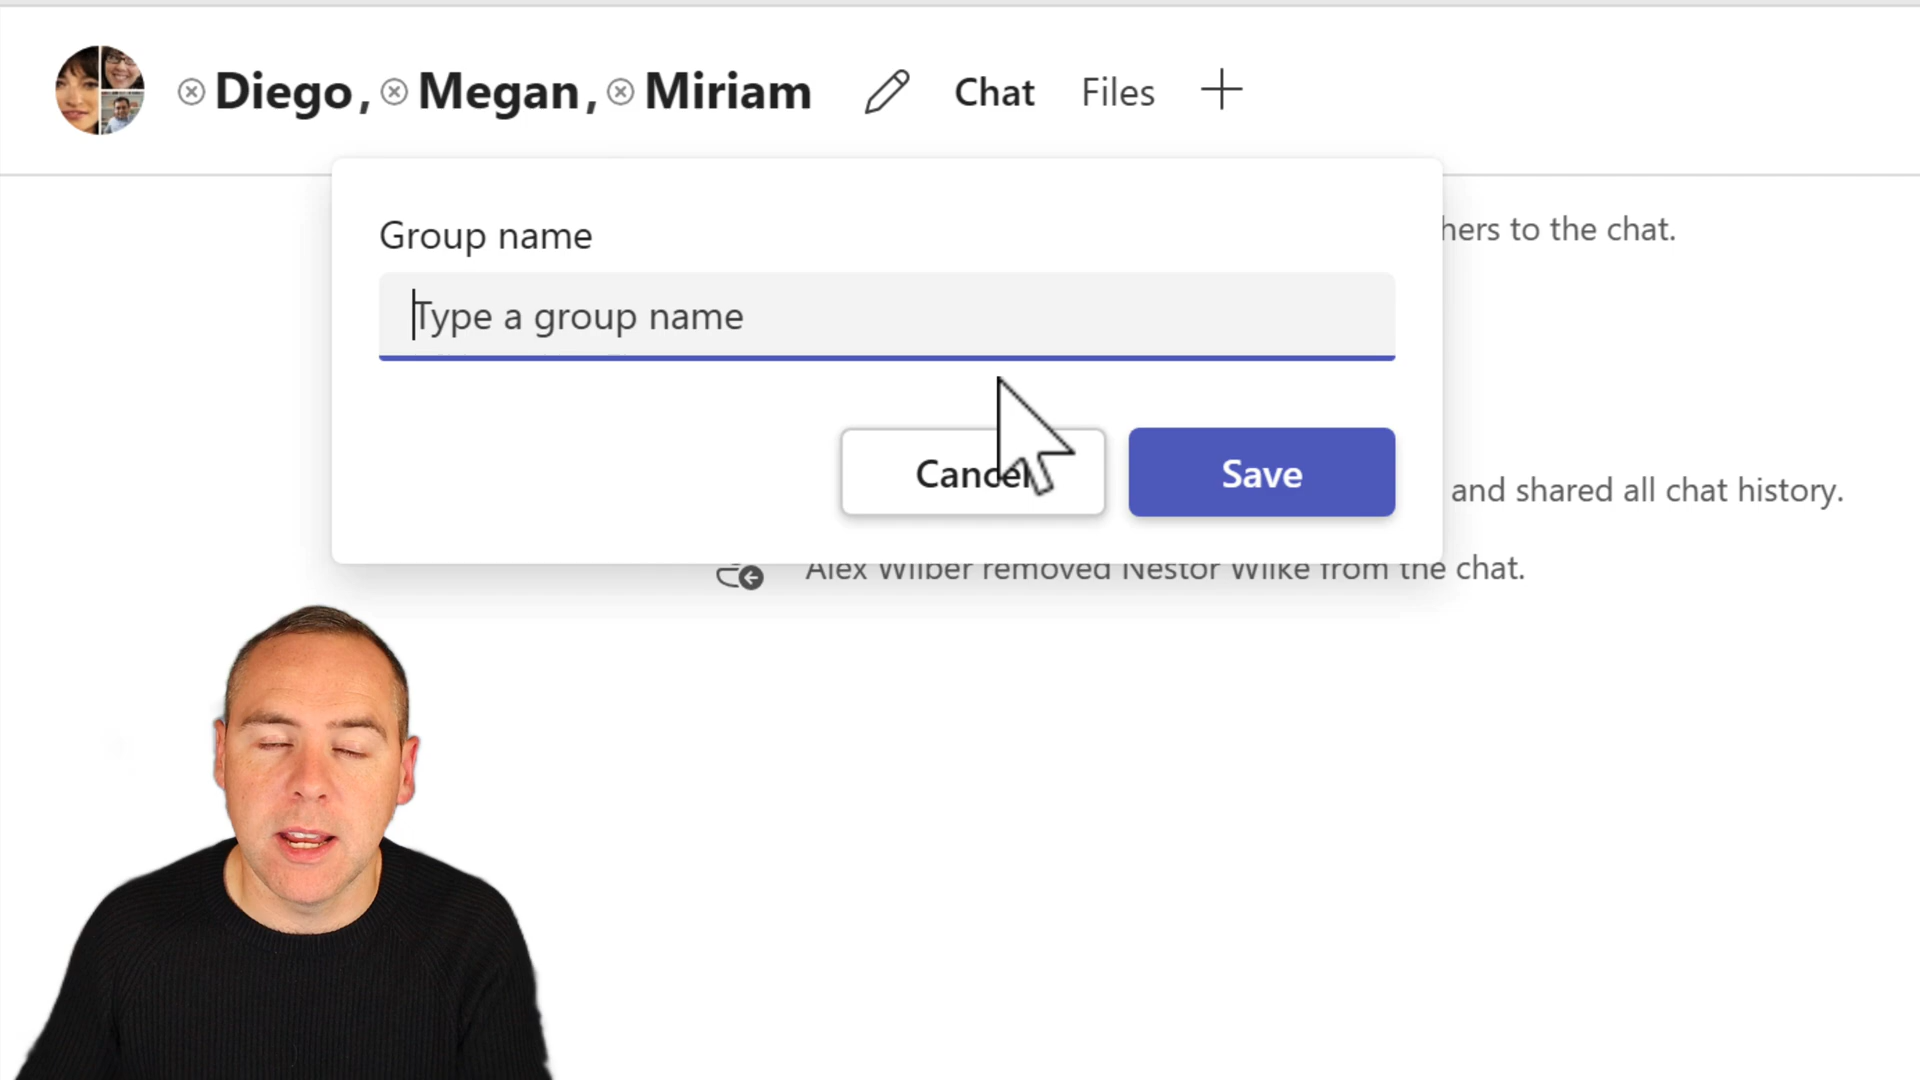 Diego, Megan, Miriam Chat Files
Group name
hers to the chat.
Type a group name
Cancel Save
and shared all chat history.
Alex Wilber removed Nestor Wilke from the chat.